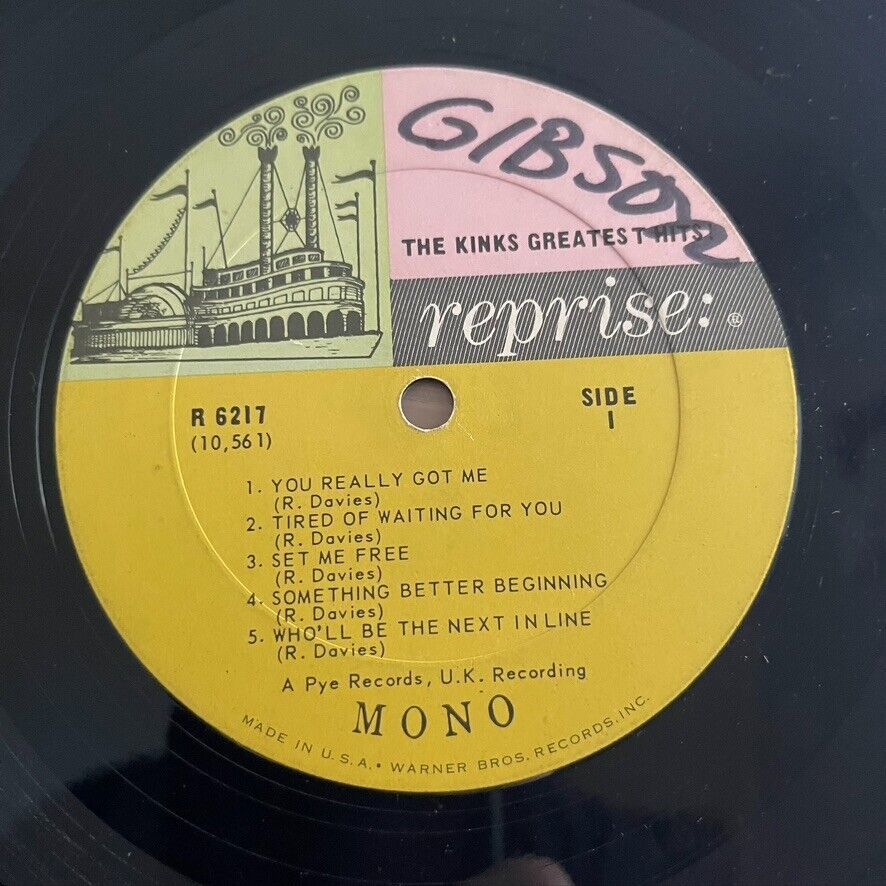 GIBSON
THE KINKS GREATEST HITS!
reprise: ®
R 6217
(10,561)
SIDE
1
1. YOU REALLY GOT ME
(R. Davies)
2. TIRED OF WAITING FOR YOU
(R. Davies)
3. SET ME FREE
(R. Davies)
4. SOMETHING BETTER BEGINNING
(R. Davies)
5. WHO'LL BE THE NEXT IN LINE
(R. Davies)
A Pye Records, U.K. Recording
MONO
MADE IN U.S.A. • WARNER BROS. RECORDS, INC.